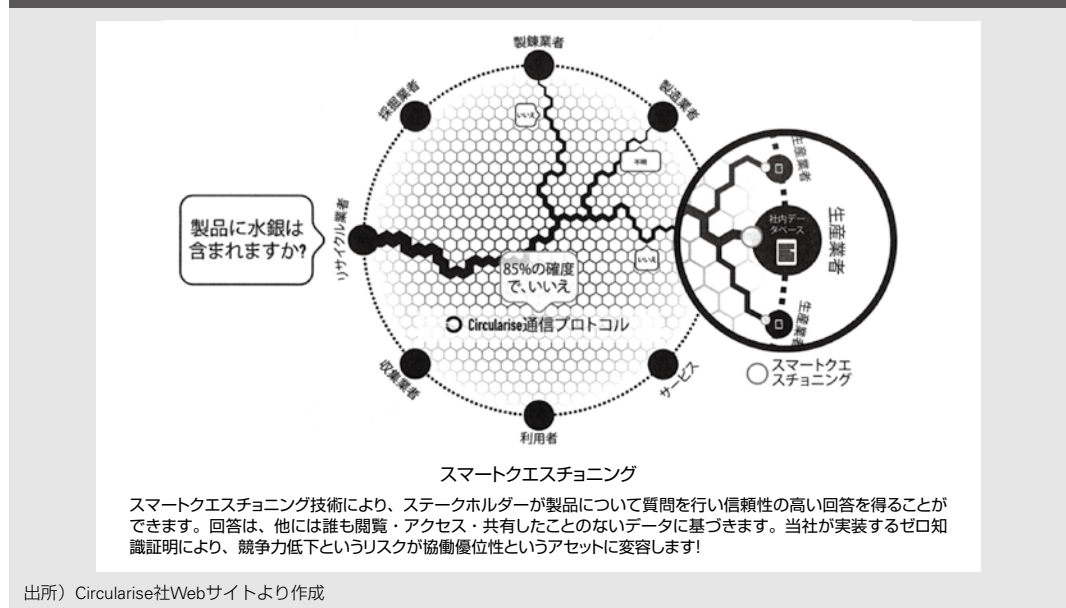 製錬業者
採掘業者
製造業者
いいえ
不明
製品に水銀は
含まれますか?
リサイクル業者
いいえ
85%の確度
で、いいえ
Circularise通信プロトコル
生産業者
社内デー
タベース
生産業者
生産業者
スマートクエ
スチョニング
収集業者
サービス
利用者
スマートクエスチョニング
スマートクエスチョニング技術により、ステークホルダーが製品について質問を行い信頼性の高い回答を得ることが
できます。回答は、他には誰も閲覧・アクセス・共有したことのないデータに基づきます。当社が実装するゼロ知
識証明により、競争力低下というリスクが協働優位性というアセットに変容します!
出所）Circularise社Webサイトより作成